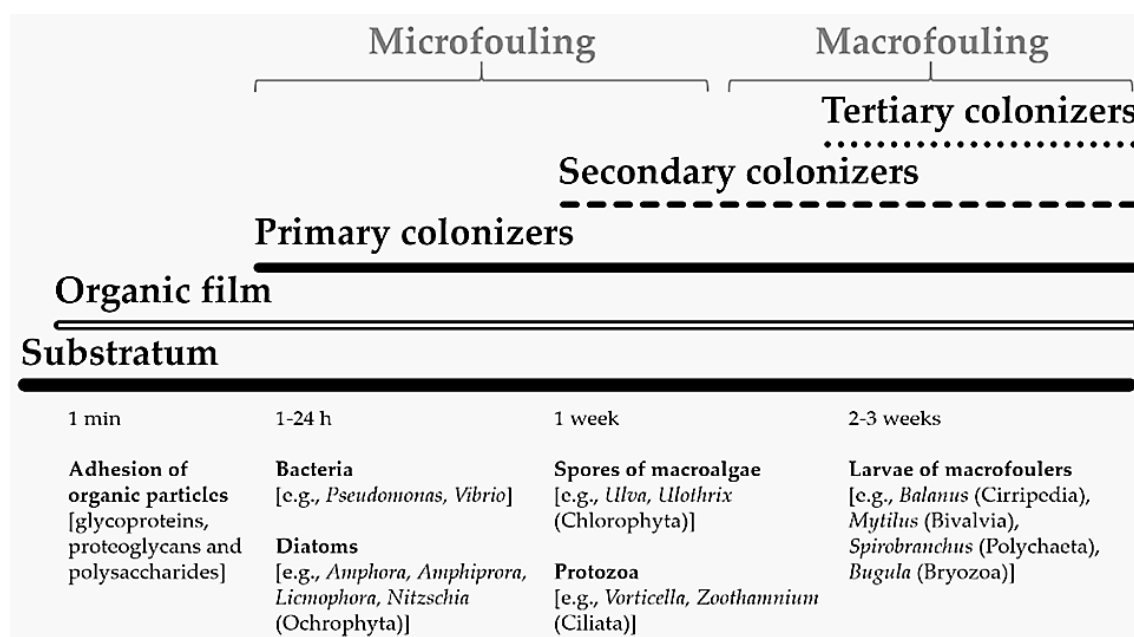 Microfouling
Macrofouling
Tertiary colonizers
Secondary colonizers
Primary colonizers
Organic film
Substratum
1 min
Adhesion of
organic particles
[glycoproteins,
proteoglycans and
polysaccharides]
1-24 h
Bacteria
[e.g., Pseudomonas, Vibrio]
Diatoms
[e.g., Amphora, Amphiprora,
Licmophora, Nitzschia
(Ochrophyta)]
1 week
Spores of macroalgae
[e.g., Ulva, Ulothrix
(Chlorophyta)]
Protozoa
[e.g., Vorticella, Zoothamnium
(Ciliata)]
2-3 weeks
Larvae of macrofoulers
[e.g., Balanus (Cirripedia),
Mytilus (Bivalvia),
Spirobranchus (Polychaeta),
Bugula (Bryozoa)]